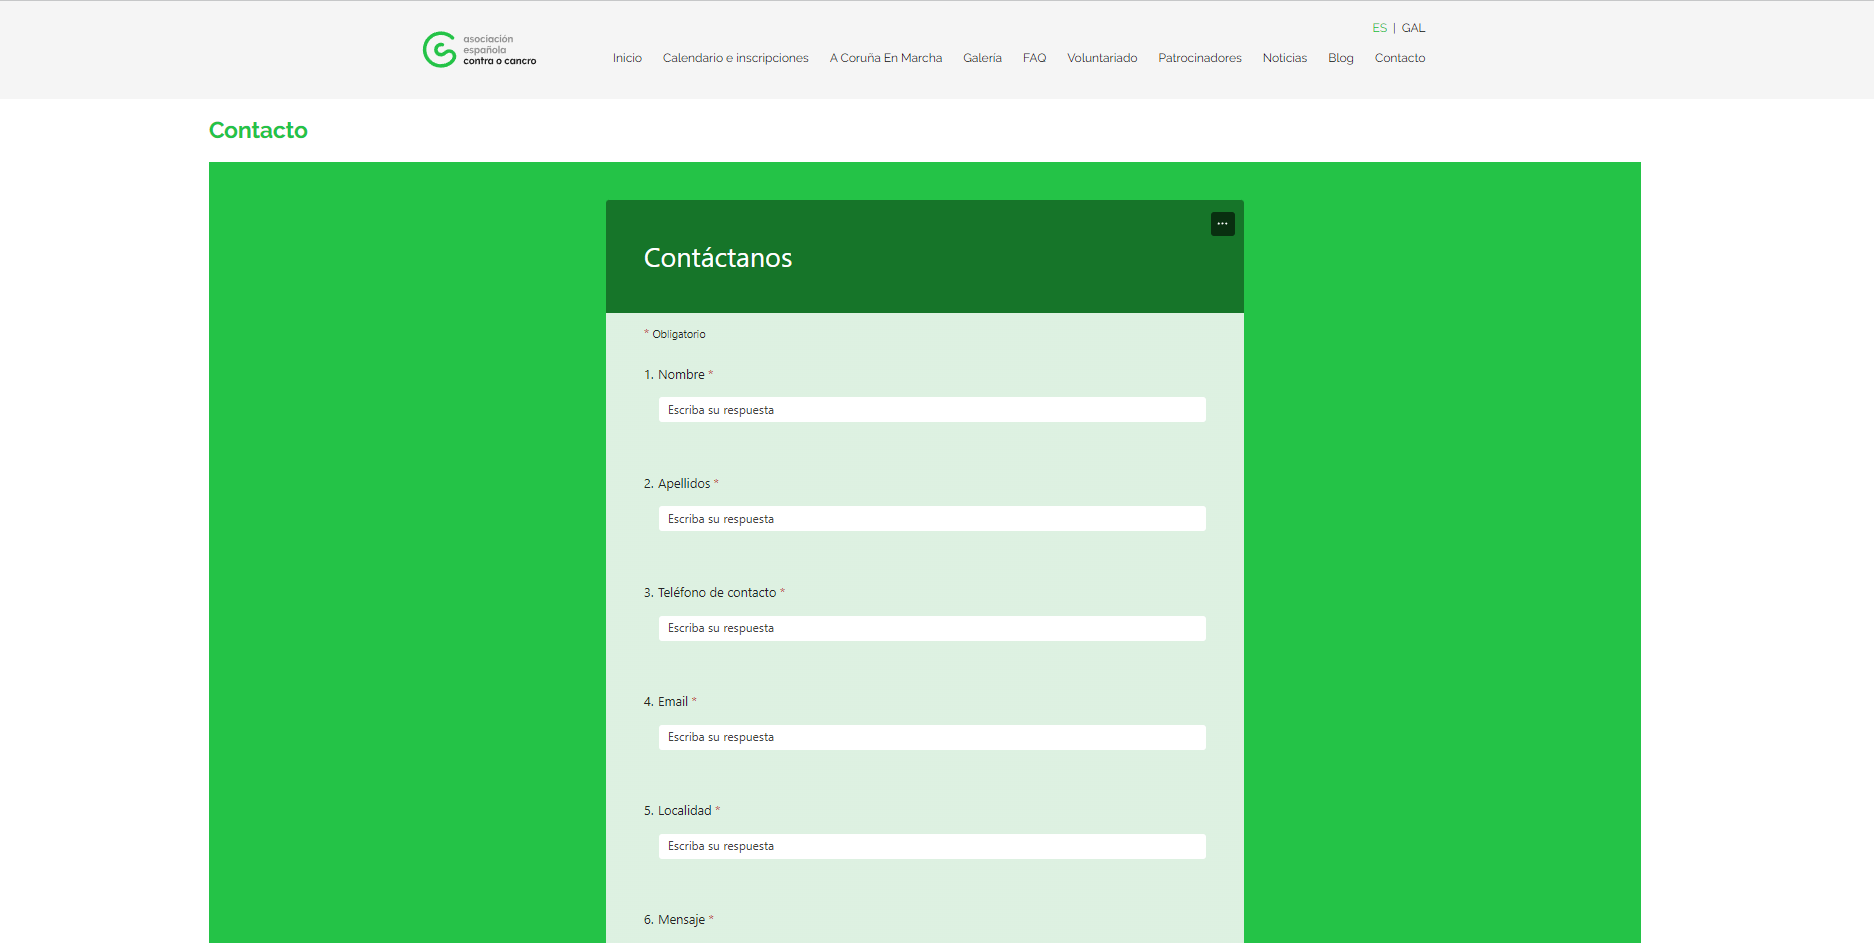 ES | GAL
asociación
española
contra o cancro
Inicio Calendario e inscripciones A Coruña En Marcha Galería FAQ Voluntariado Patrocinadores Noticias Blog Contacto
Contacto
Contáctanos
* Obligatorio
1. Nombre *
Escriba su respuesta
2. Apellidos *
Escriba su respuesta
3. Teléfono de contacto *
Escriba su respuesta
4. Email *
Escriba su respuesta
5. Localidad *
Escriba su respuesta
6. Mensaje *